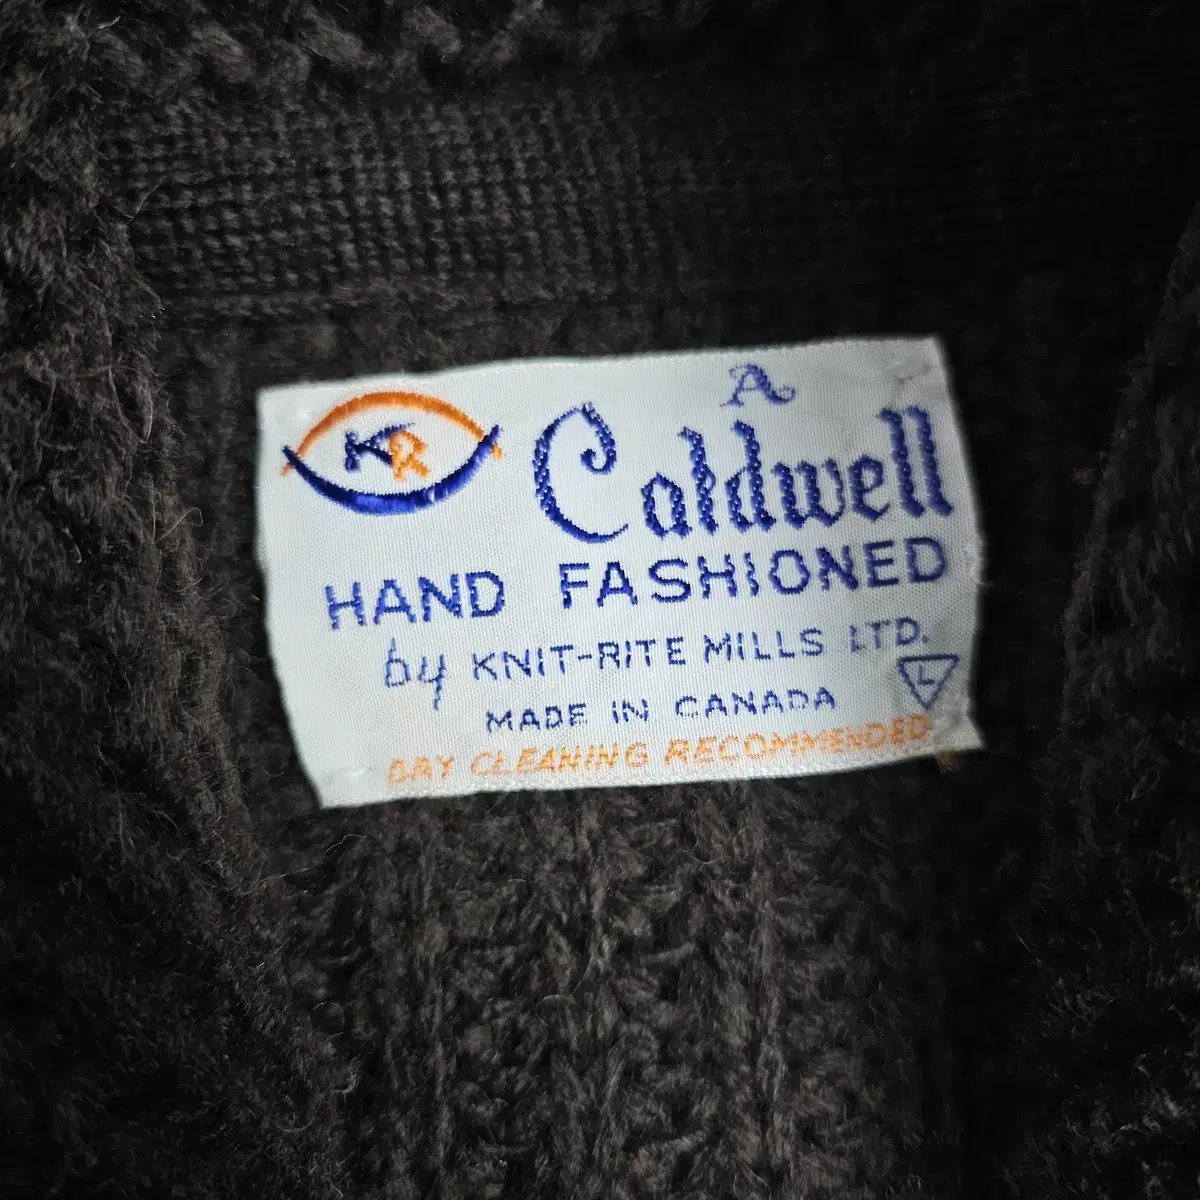 KR
A
Caldwell
HAND FASHIONED
by KNIT-RITE MILLS LTD.
L
MADE IN CANADA
DRY CLEANING RECOMMENDED